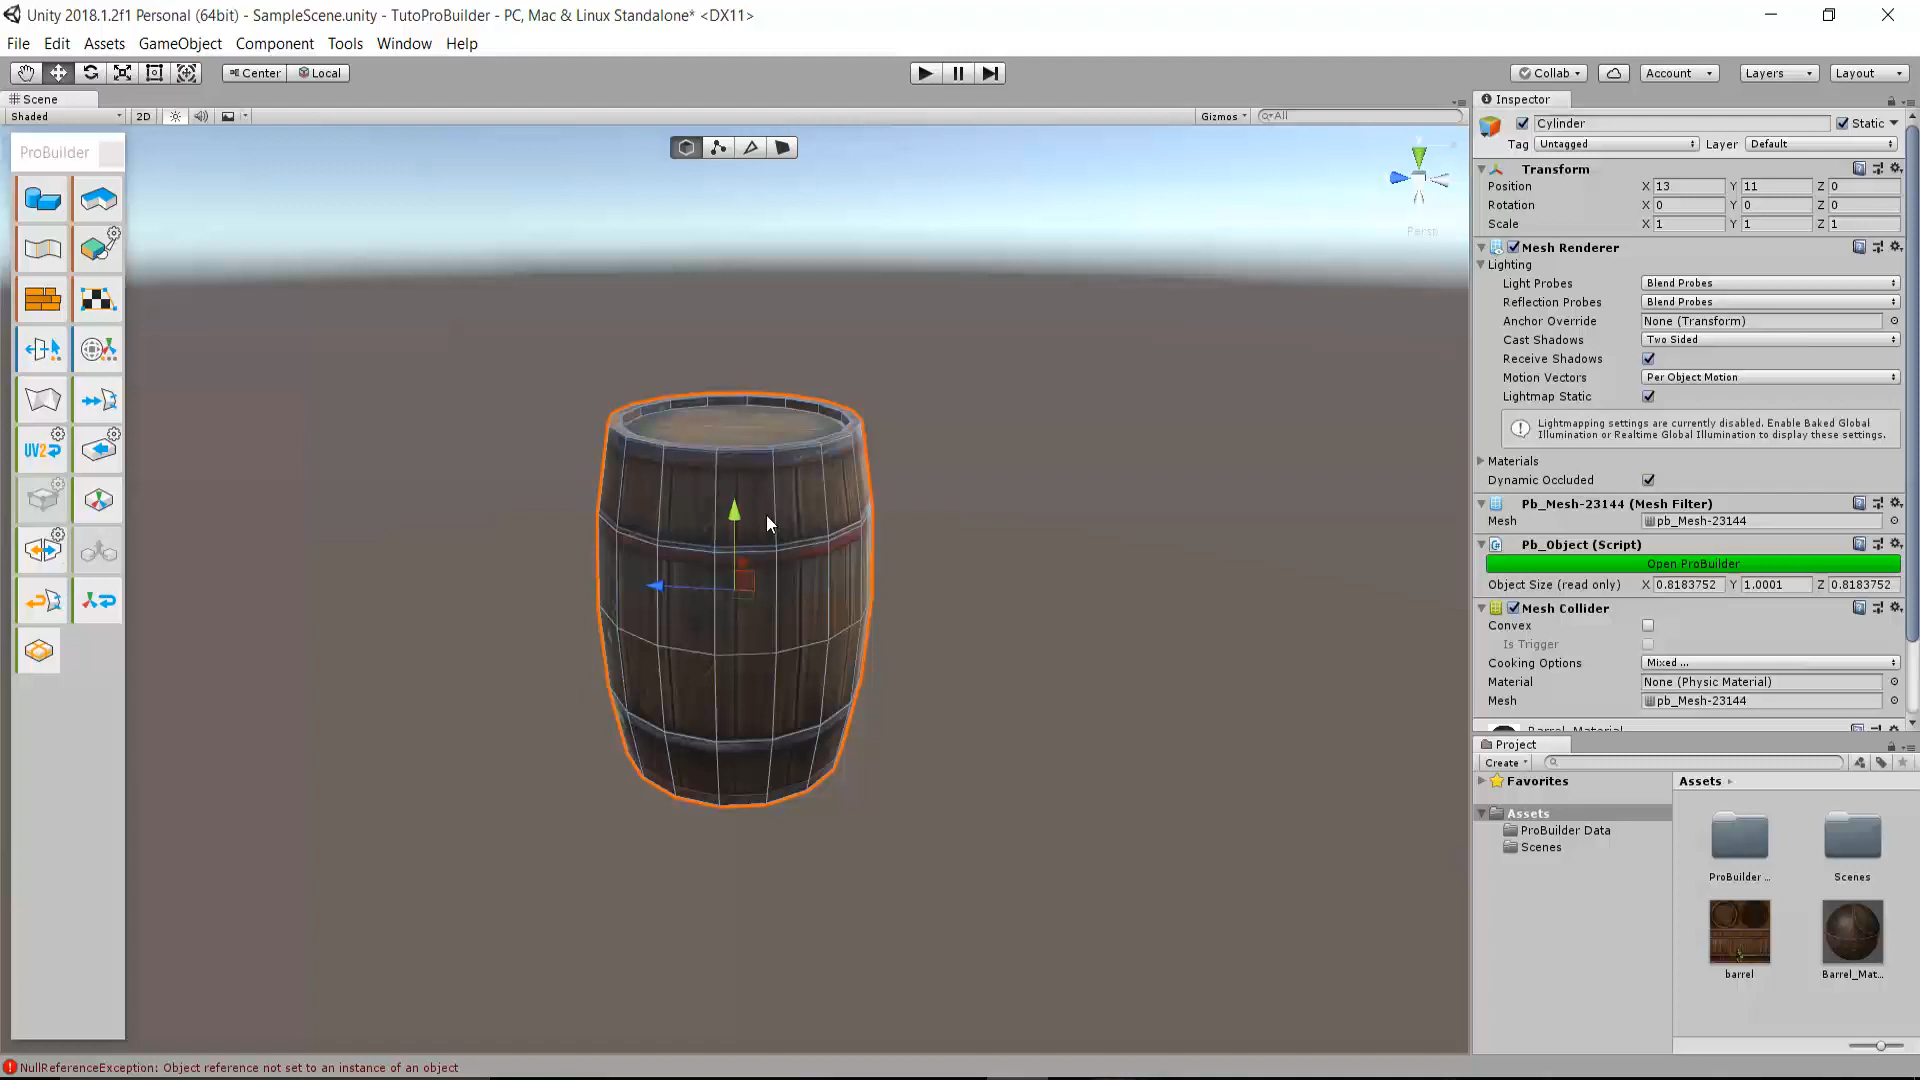 Unity 2018.1.2f1 Personal (64bit) - SampleScene.unity - TutoProBuilder - PC, Mac & Linux Standalone* <DX11>
File Edit Assets GameObject Component Tools Window Help
Center Local Collab Account Layers Layout
Scene
Shaded 2D Gizmos All
ProBuilder
UV2
Persp
Inspector
Cylinder Static
Tag Untagged Layer Default
Transform
Position X 13 Y 11 Z 0
Rotation X 0 Y 0 Z 0
Scale X 1 Y 1 Z 1
Mesh Renderer
Lighting
Light Probes Blend Probes
Reflection Probes Blend Probes
Anchor Override None (Transform)
Cast Shadows Two Sided
Receive Shadows
Motion Vectors Per Object Motion
Lightmap Static
Lightmapping settings are currently disabled. Enable Baked Global
Illumination or Realtime Global Illumination to display these settings.
Materials
Dynamic Occluded
Pb_Mesh-23144 (Mesh Filter)
Mesh pb_Mesh-23144
Pb_Object (Script)
Open ProBuilder
Object Size (read only) X 0.8183752 Y 1.0001 Z 0.8183752
Mesh Collider
Convex
Is Trigger
Cooking Options Mixed ...
Material None (Physic Material)
Mesh pb_Mesh-23144
Barrel_Material
Project
Create
Favorites
Assets
ProBuilder Data
Scenes
Assets
ProBuilder ... Scenes
barrel Barrel_Mat...
NullReferenceException: Object reference not set to an instance of an object